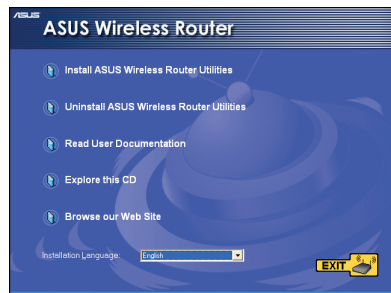 ASUS
ASUS Wireless Router
Install ASUS Wireless Router Utilities
Uninstall ASUS Wireless Router Utilities
Read User Documentation
Explore this CD
Browse our Web Site
Installation Language: English
EXIT